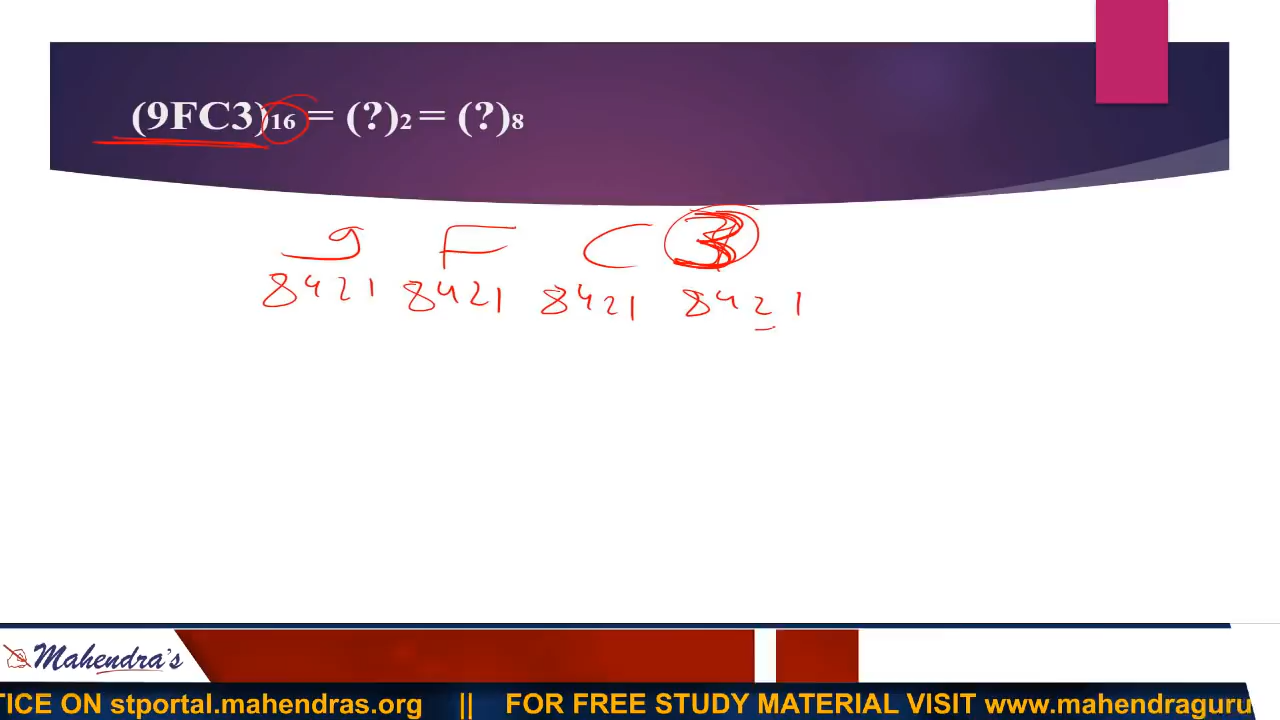 (9FC3)16 = (?)2 = (?)8
9 F C 3
8421 8421 8421 8421
Mahendra's
TICE ON stportal.mahendras.org || FOR FREE STUDY MATERIAL VISIT www.mahendraguru